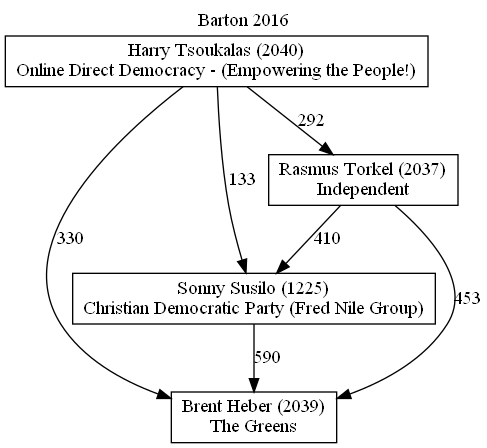 Barton 2016
Harry Tsoukalas (2040)
Online Direct Democracy - (Empowering the People!)
292
Rasmus Torkel (2037)
Independent
133
330
410
453
Sonny Susilo (1225)
Christian Democratic Party (Fred Nile Group)
590
Brent Heber (2039)
The Greens